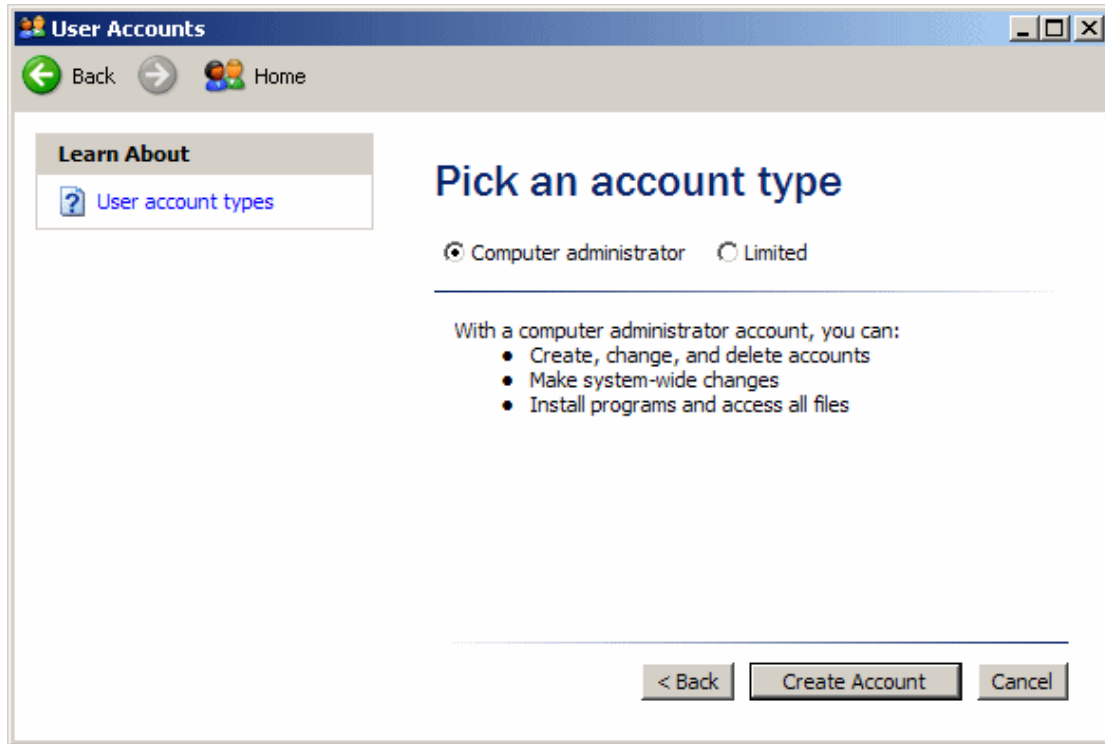 User Accounts
Back Home
Learn About
User account types
Pick an account type
Computer administrator Limited
With a computer administrator account, you can:
• Create, change, and delete accounts
• Make system-wide changes
• Install programs and access all files
< Back Create Account Cancel